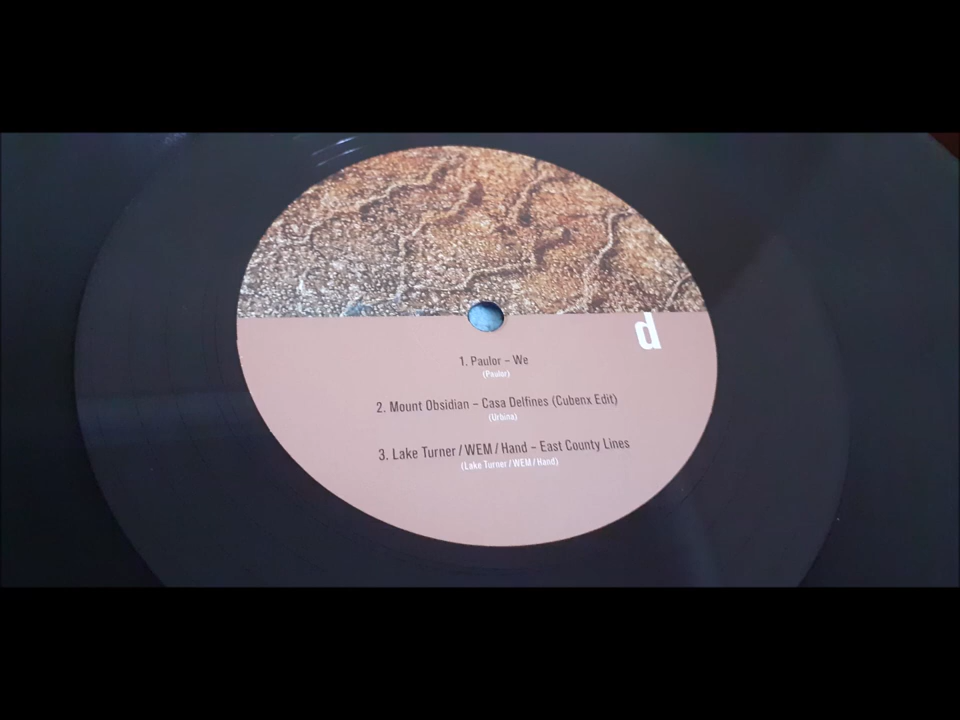 d
1. Paulor – We
(Paulor)
2. Mount Obsidian – Casa Delfines (Cubenx Edit)
(Urbina)
3. Lake Turner / WEM / Hand – East County Lines
(Lake Turner / WEM / Hand)